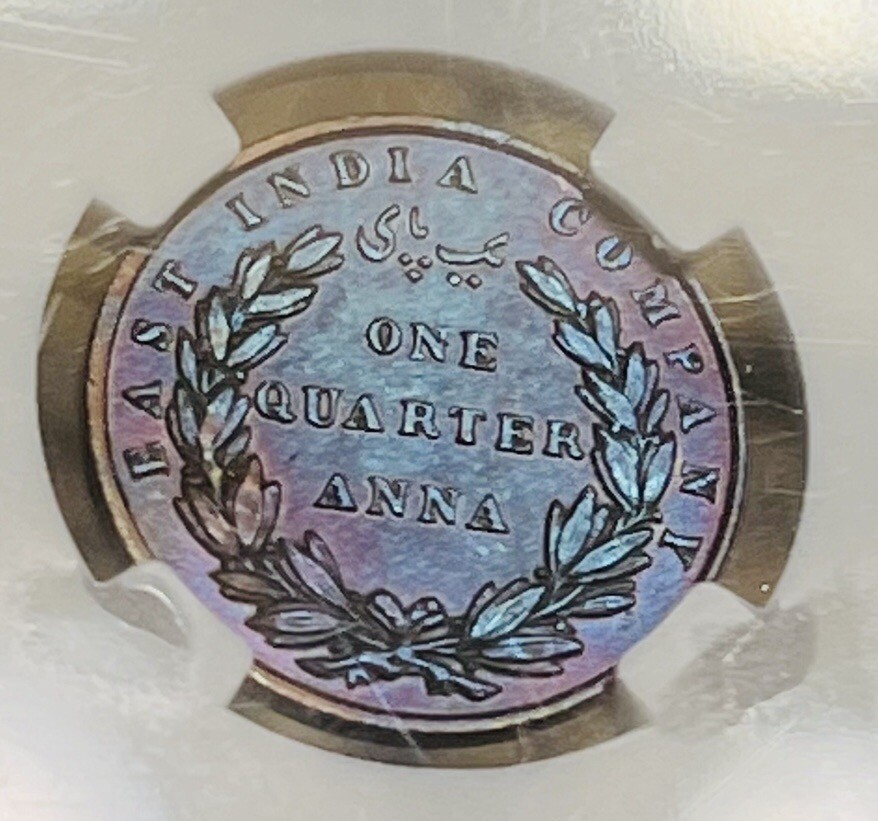 EAST INDIA COMPANY
یک پای
ONE
QUARTER
ANNA